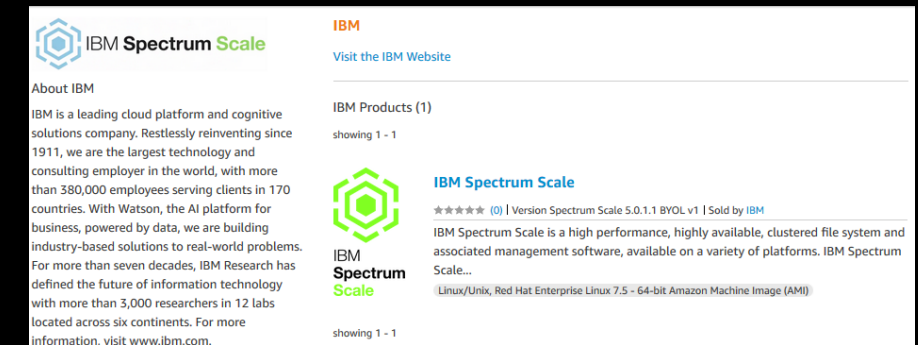 IBM Spectrum Scale
About IBM
IBM is a leading cloud platform and cognitive
solutions company. Restlessly reinventing since
1911, we are the largest technology and
consulting employer in the world, with more
than 380,000 employees serving clients in 170
countries. With Watson, the AI platform for
business, powered by data, we are building
industry-based solutions to real-world problems.
For more than seven decades, IBM Research has
defined the future of information technology
with more than 3,000 researchers in 12 labs
located across six continents. For more
information, visit www.ibm.com.
IBM
Visit the IBM Website
IBM Products (1)
showing 1 - 1
IBM
Spectrum
Scale
IBM Spectrum Scale
(0) | Version Spectrum Scale 5.0.1.1 BYOL v1 | Sold by IBM
IBM Spectrum Scale is a high performance, highly available, clustered file system and
associated management software, available on a variety of platforms. IBM Spectrum
Scale...
Linux/Unix, Red Hat Enterprise Linux 7.5 - 64-bit Amazon Machine Image (AMI)
showing 1 - 1